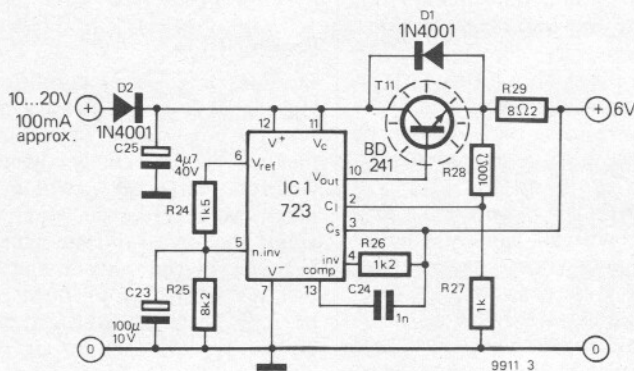 D1
1N4001
D2
10...20V
+
1N4001
100mA
approx.
C25
4µ7
40V
T11
BD
241
R29
8Ω2
+
6V
12
11
V+
Vc
6
Vref
Vout
10
R28
100Ω
IC1
723
R24
1k5
CI
2
Cs
3
5
n.inv
inv
4
R26
1k2
comp
V−
7
13
C24
1n
R27
1k
C23
100µ
10V
R25
8k2
0
0
9911 3